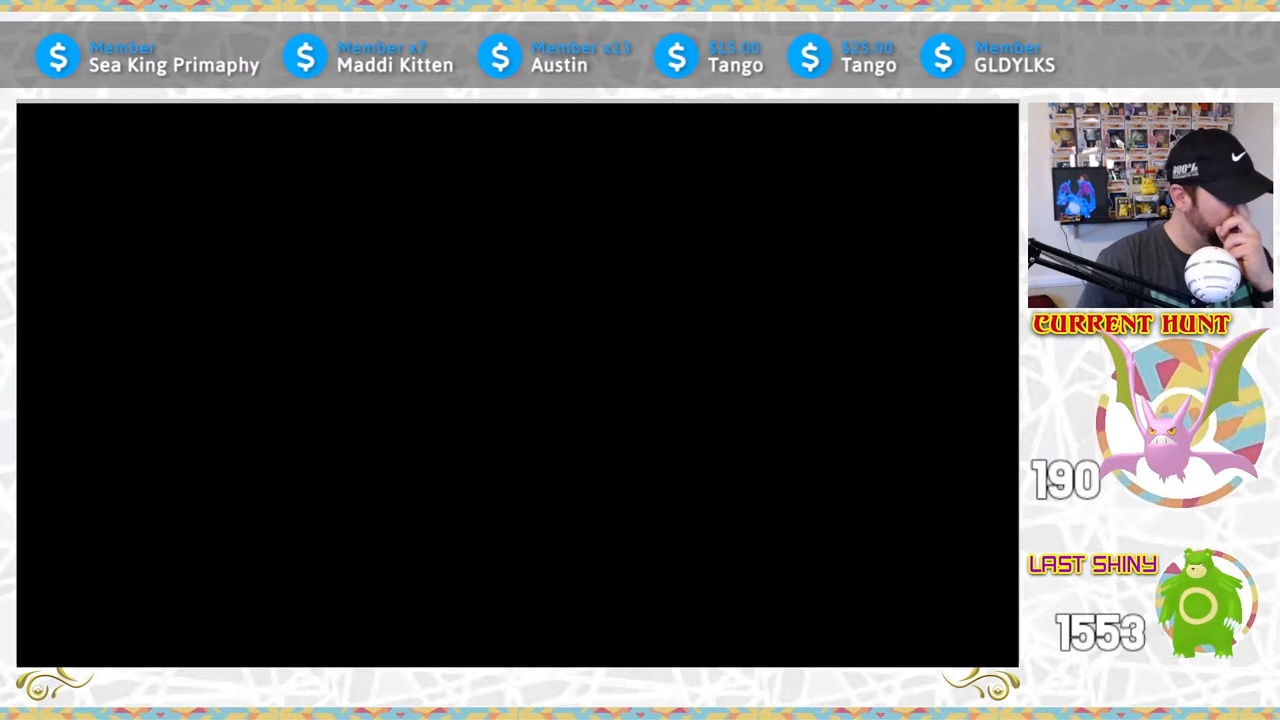 Member
Sea King Primaphy
Member x7
Maddi Kitten
Member x13
Austin
$15.00
Tango
$25.00
Tango
Member
GLDYLKS
CURRENT HUNT
190
LAST SHINY
1553